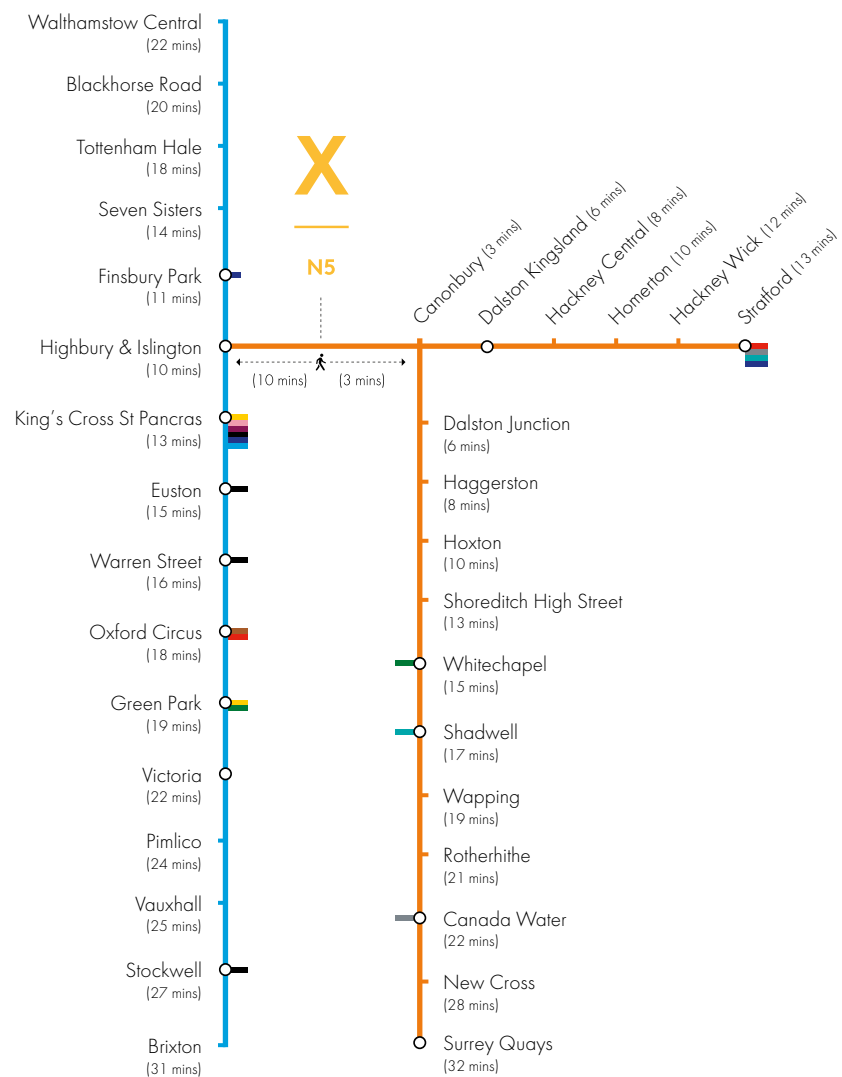 Walthamstow Central
(22 mins)
Blackhorse Road
(20 mins)
Tottenham Hale
(18 mins)
Seven Sisters
(14 mins)
Finsbury Park
(11 mins)
Highbury & Islington
(10 mins)
King's Cross St Pancras
(13 mins)
Euston
(15 mins)
Warren Street
(16 mins)
Oxford Circus
(18 mins)
Green Park
(19 mins)
Victoria
(22 mins)
Pimlico
(24 mins)
Vauxhall
(25 mins)
Stockwell
(27 mins)
Brixton
(31 mins)
X
N5
(10 mins)
(3 mins)
Canonbury (3 mins)
Dalston Kingsland (6 mins)
Hackney Central (8 mins)
Homerton (10 mins)
Hackney Wick (12 mins)
Stratford (13 mins)
Dalston Junction
(6 mins)
Haggerston
(8 mins)
Hoxton
(10 mins)
Shoreditch High Street
(13 mins)
Whitechapel
(15 mins)
Shadwell
(17 mins)
Wapping
(19 mins)
Rotherhithe
(21 mins)
Canada Water
(22 mins)
New Cross
(28 mins)
Surrey Quays
(32 mins)